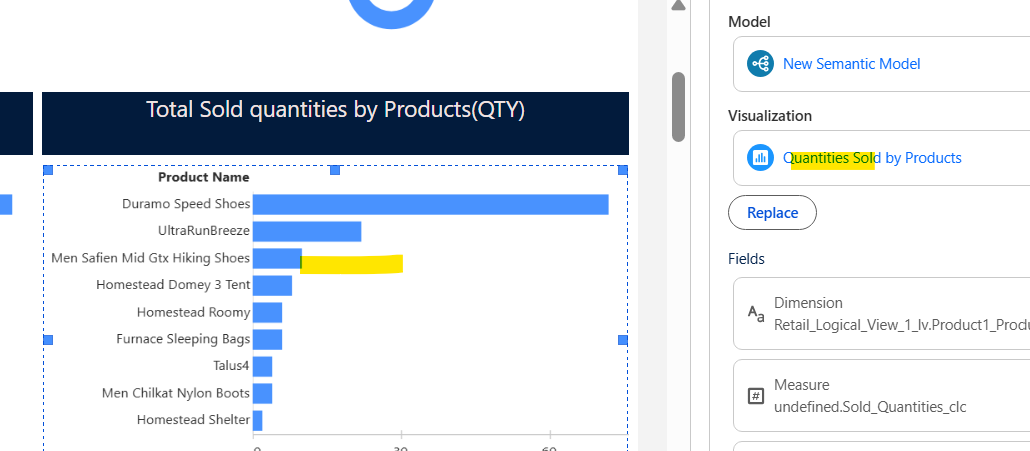 Total Sold quantities by Products(QTY)
Product Name
Duramo Speed Shoes
UltraRunBreeze
Men Safien Mid Gtx Hiking Shoes
Homestead Domey 3 Tent
Homestead Roomy
Furnace Sleeping Bags
Talus4
Men Chilkat Nylon Boots
Homestead Shelter
0 30 60
Model
New Semantic Model
Visualization
Quantities Sold by Products
Replace
Fields
Aa
Dimension
Retail_Logical_View_1_lv.Product1_Produ
#
Measure
undefined.Sold_Quantities_clc